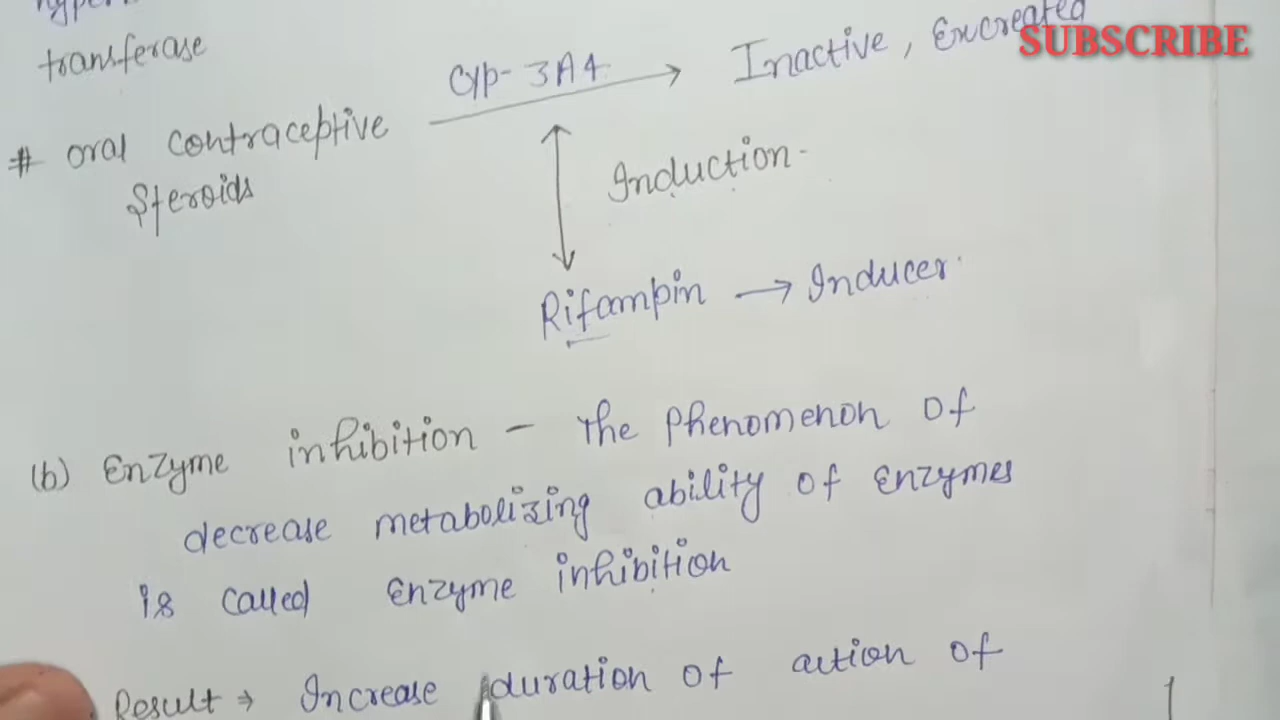 transferase
Cyp-3A4
Inactive, Excreated
SUBSCRIBE
# oral contraceptive
Steroids
Induction
Rifampin → Inducer
(b) Enzyme inhibition - The Phenomenon of
decrease metabolizing ability of enzymes
is called enzyme inhibition
Result → Increase duration of action of